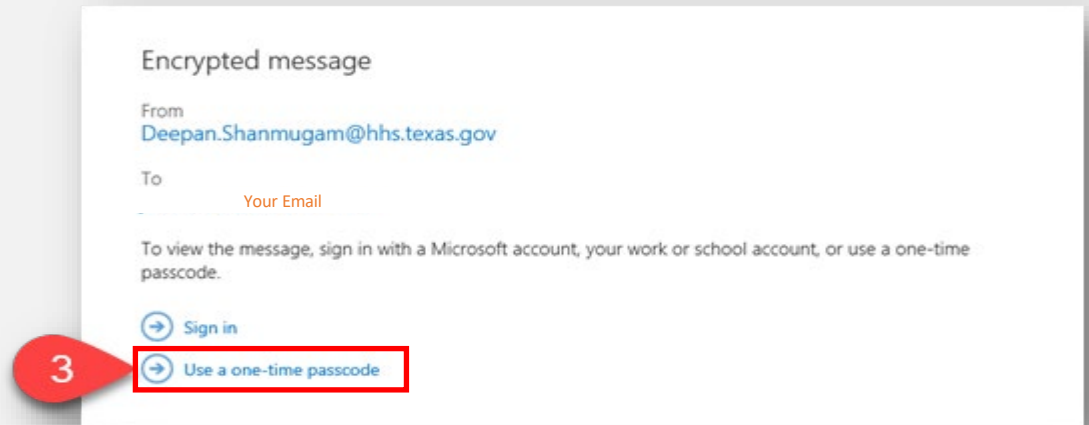 Encrypted message
From
Deepan.Shanmugam@hhs.texas.gov
To
Your Email
To view the message, sign in with a Microsoft account, your work or school account, or use a one-time
passcode.
Sign in
3
Use a one-time passcode